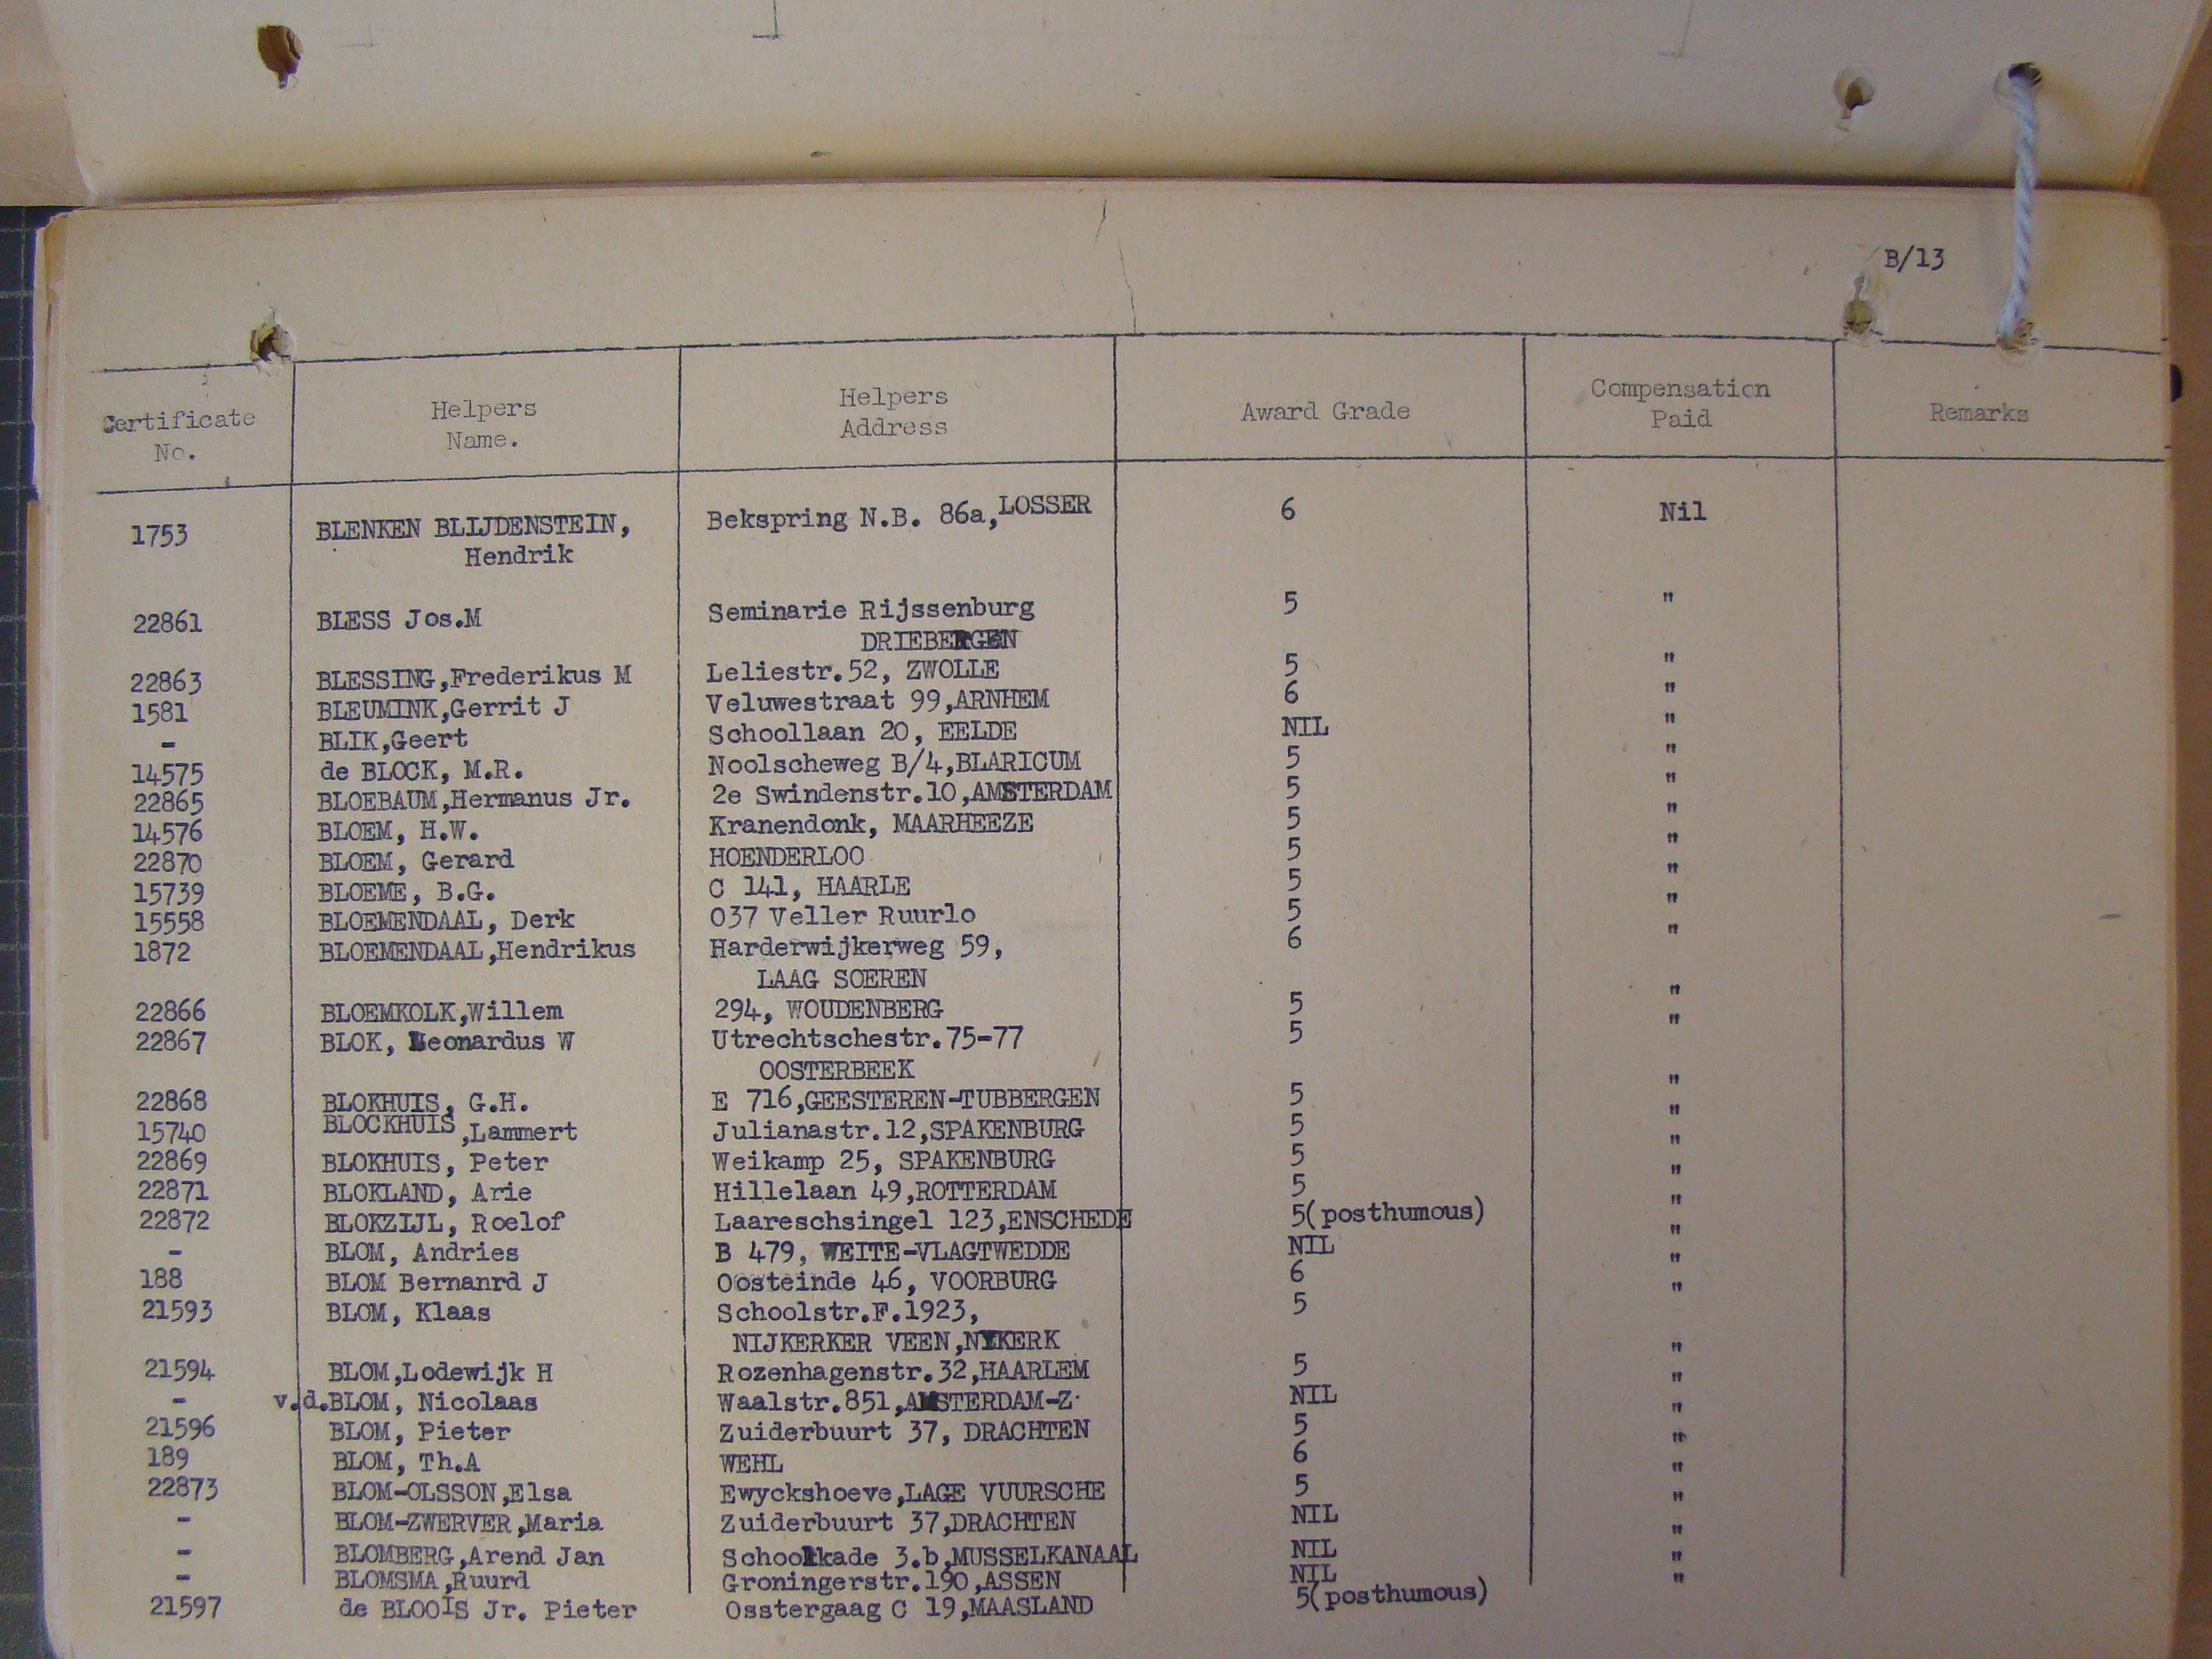 B/13
Certificate No. Helpers Name. Helpers Address Award Grade Compensation Paid Remarks
1753 BLENKEN BLIJDENSTEIN, Bekspring N.B. 86a, LOSSER 6 Nil
Hendrik
22861 BLESS Jos.M Seminarie Rijssenburg 5 "
DRIEBERGEN
22863 BLESSING,Frederikus M Leliestr.52, ZWOLLE 5 "
1581 BLEUMINK,Gerrit J Veluwestraat 99,ARNHEM 6 "
- BLIK,Geert Schoollaan 20, EELDE NIL "
14575 de BLOCK, M.R. Noolscheweg B/4,BLARICUM 5 "
22865 BLOEBAUM,Hermanus Jr. 2e Swindenstr.10,AMSTERDAM 5 "
14576 BLOEM, H.W. Kranendonk, MAARHEEZE 5 "
22870 BLOEM, Gerard HOENDERLOO 5 "
15739 BLOEME, B.G. C 141, HAARLE 5 "
15558 BLOEMENDAAL, Derk 037 Veller Ruurlo 5 "
1872 BLOEMENDAAL,Hendrikus Harderwijkerweg 59, 6 "
LAAG SOEREN
22866 BLOEMKOLK,Willem 294, WOUDENBERG 5 "
22867 BLOK, Leonardus W Utrechtschestr.75-77 5 "
OOSTERBEEK
22868 BLOKHUIS, G.H. E 716,GEESTEREN-TUBBERGEN 5 "
15740 BLOCKHUIS,Lammert Julianastr.12,SPAKENBURG 5 "
22869 BLOKHUIS, Peter Weikamp 25, SPAKENBURG 5 "
22871 BLOKLAND, Arie Hillelaan 49,ROTTERDAM 5 "
22872 BLOKZIJL, Roelof Laareschsingel 123,ENSCHEDE 5(posthumous) "
- BLOM, Andries B 479, WEITE-VLAGTWEDDE NIL "
188 BLOM Bernanrd J Oosteinde 46, VOORBURG 6 "
21593 BLOM, Klaas Schoolstr.F.1923, 5 "
NIJKERKER VEEN,NYKERK
21594 BLOM,Lodewijk H Rozenhagenstr.32,HAARLEM 5 "
- v.d.BLOM, Nicolaas Waalstr.851,AMSTERDAM-Z. NIL "
21596 BLOM, Pieter Zuiderbuurt 37, DRACHTEN 5 "
189 BLOM, Th.A WEHL 6 "
22873 BLOM-OLSSON,Elsa Ewyckshoeve,LAGE VUURSCHE 5 "
- BLOM-ZWERVER,Maria Zuiderbuurt 37,DRACHTEN NIL "
- BLOMBERG,Arend Jan Schoolkade 3.b,MUSSELKANAAL NIL "
- BLOMSMA,Ruurd Groningerstr.190,ASSEN NIL "
21597 de BLOOIS Jr. Pieter Osstergaag C 19,MAASLAND 5(posthumous) "